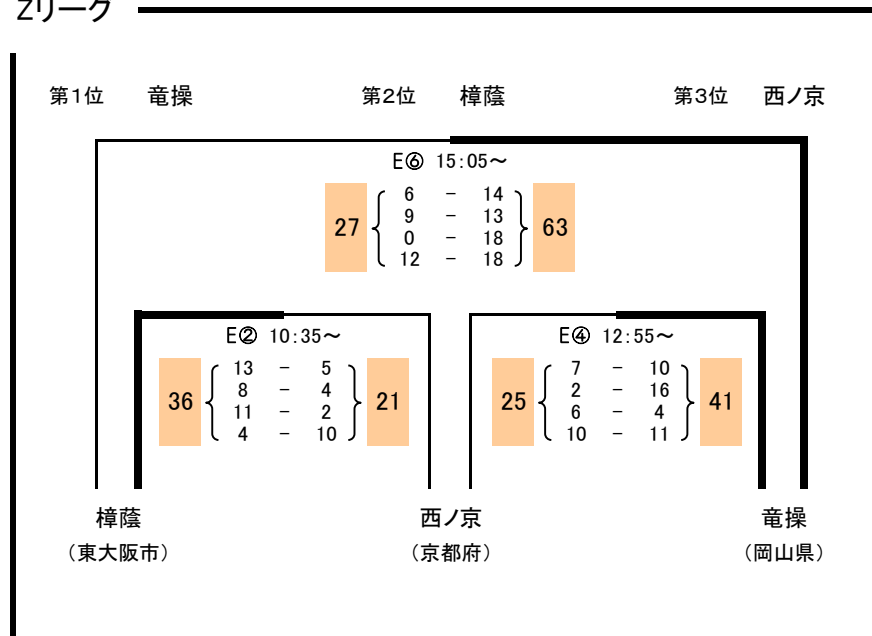 Zリーグ
第1位 竜操 第2位 樟蔭 第3位 西ノ京
E⑥ 15:05～
27 63
6 － 14
9 － 13
0 － 18
12 － 18
E② 10:35～ E④ 12:55～
36 21 25 41
13 － 5 7 － 10
8 － 4 2 － 16
11 － 2 6 － 4
4 － 10 10 － 11
樟蔭 西ノ京 竜操
（東大阪市） （京都府） （岡山県）